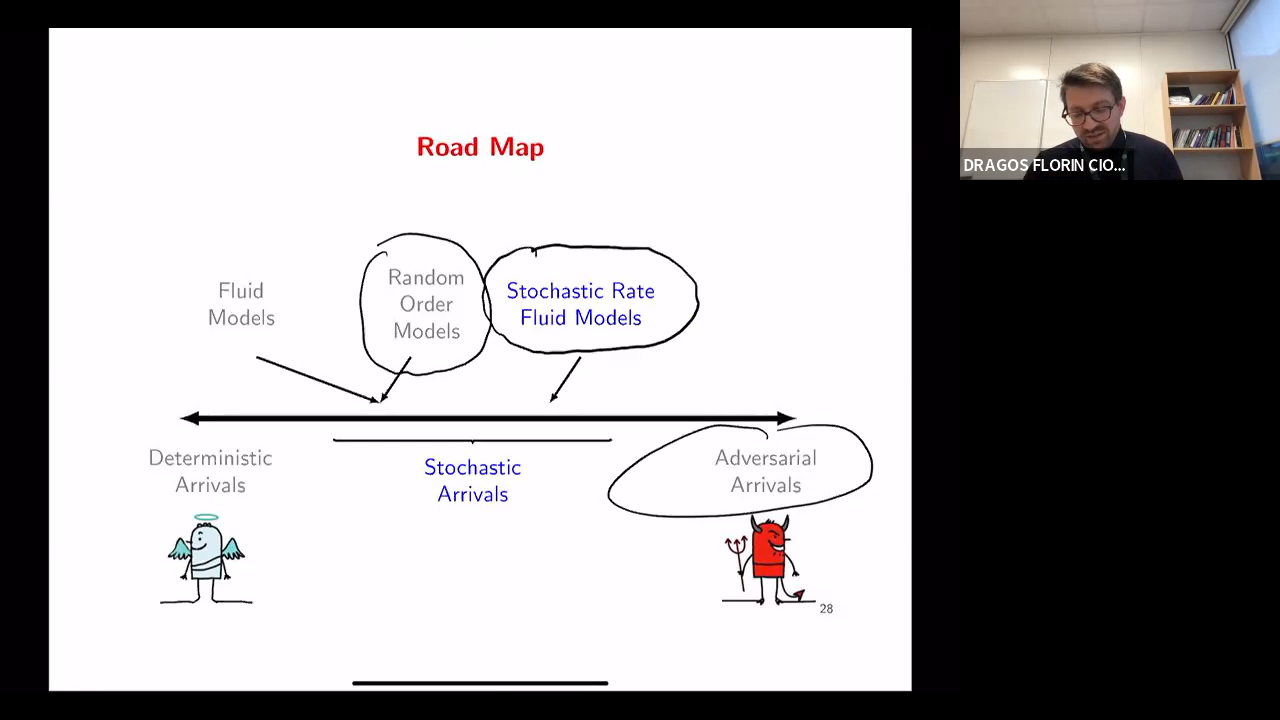 Road Map
Fluid
Models
Random
Order
Models
Stochastic Rate
Fluid Models
Deterministic
Arrivals
Stochastic
Arrivals
Adversarial
Arrivals
28
DRAGOS FLORIN CIO...